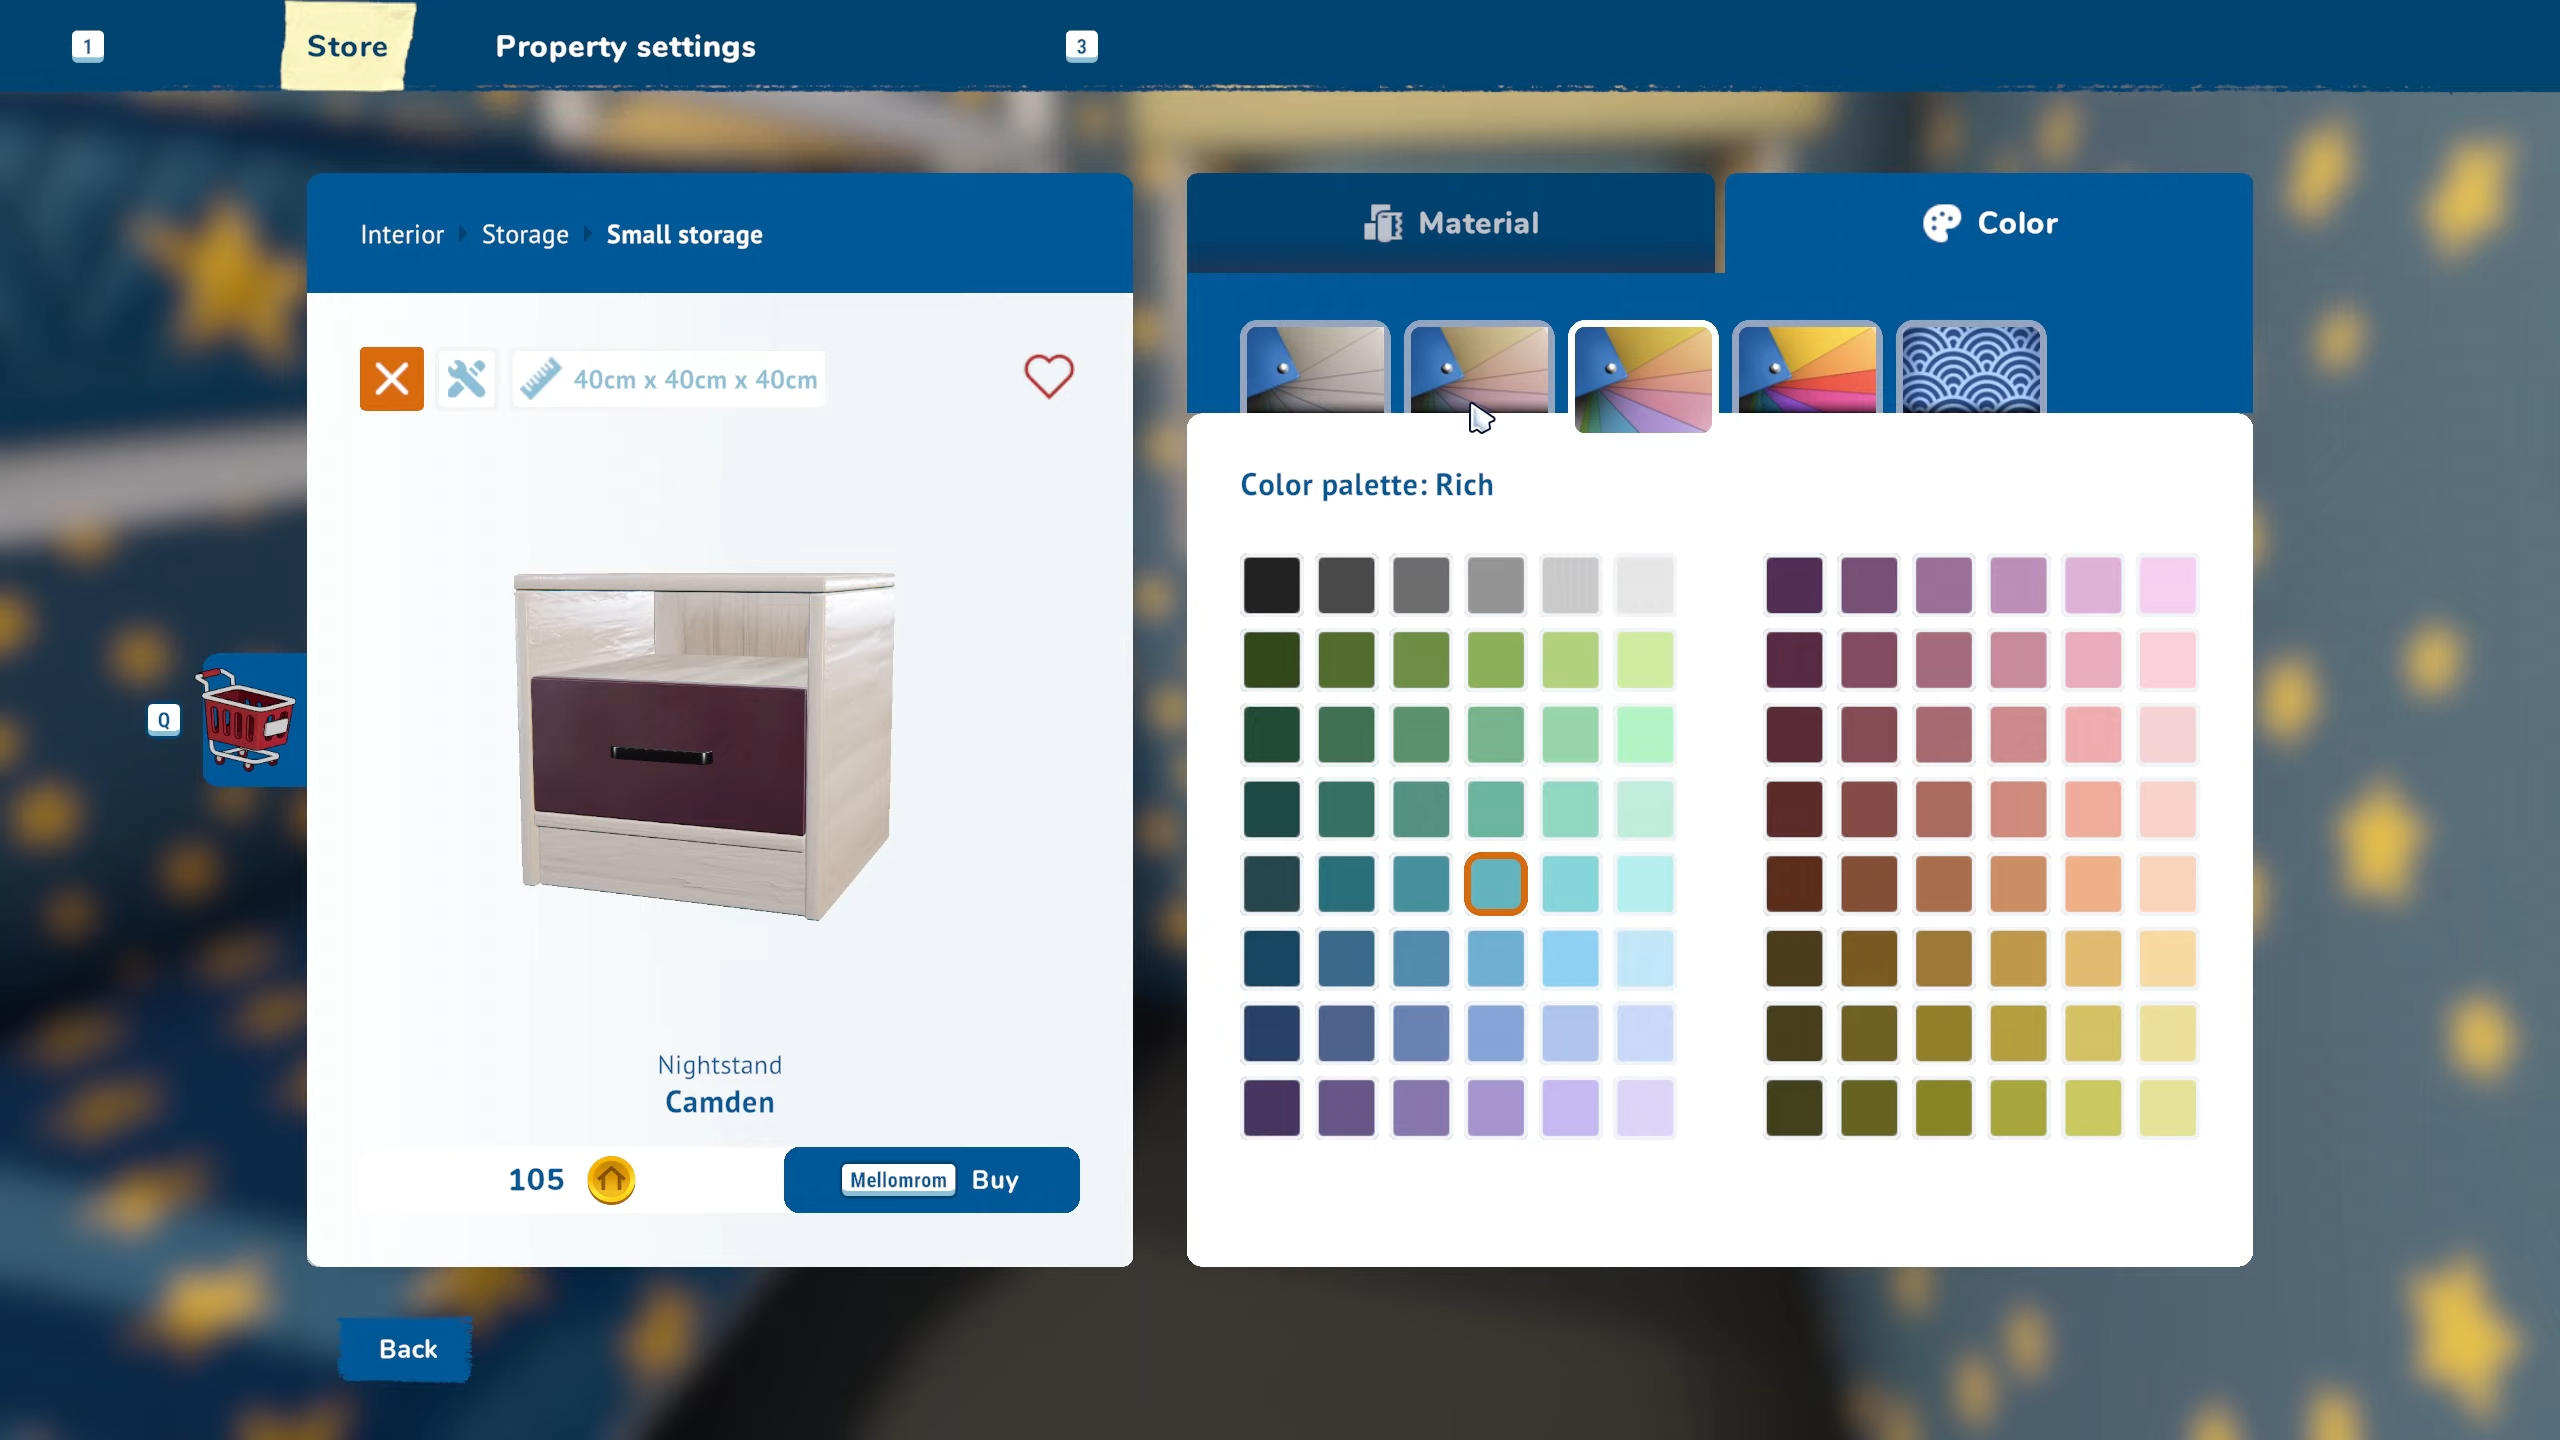 1
Store
Property settings
3
Interior Storage Small storage
40cm x 40cm x 40cm
Q
Nightstand
Camden
105
Mellomrom Buy
Back
Material
Color
Color palette: Rich